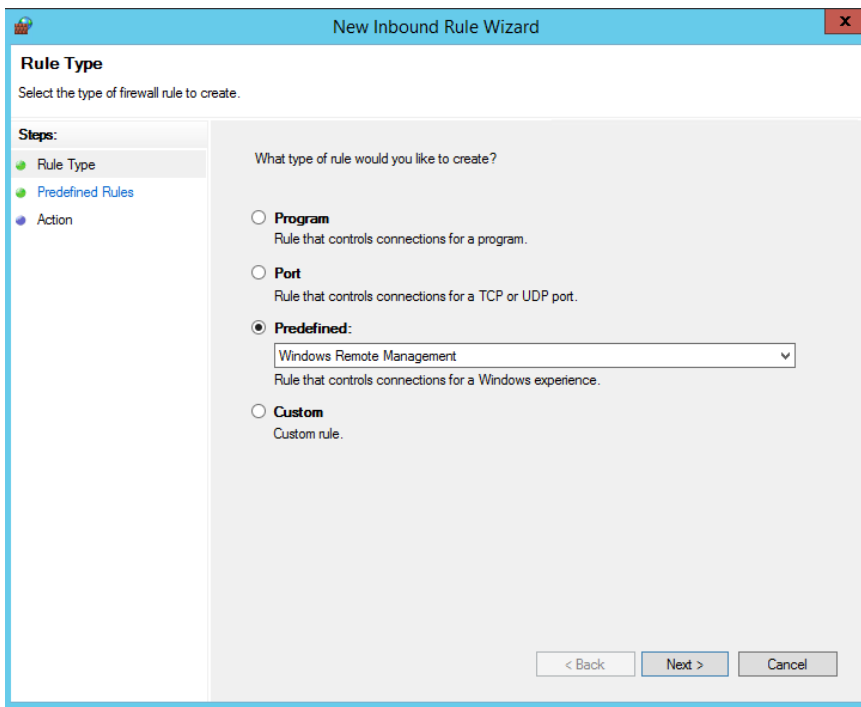 New Inbound Rule Wizard
x
Rule Type
Select the type of firewall rule to create.
Steps:
Rule Type
Predefined Rules
Action
What type of rule would you like to create?
Program
Rule that controls connections for a program.
Port
Rule that controls connections for a TCP or UDP port.
Predefined:
Windows Remote Management
Rule that controls connections for a Windows experience.
Custom
Custom rule.
< Back Next > Cancel